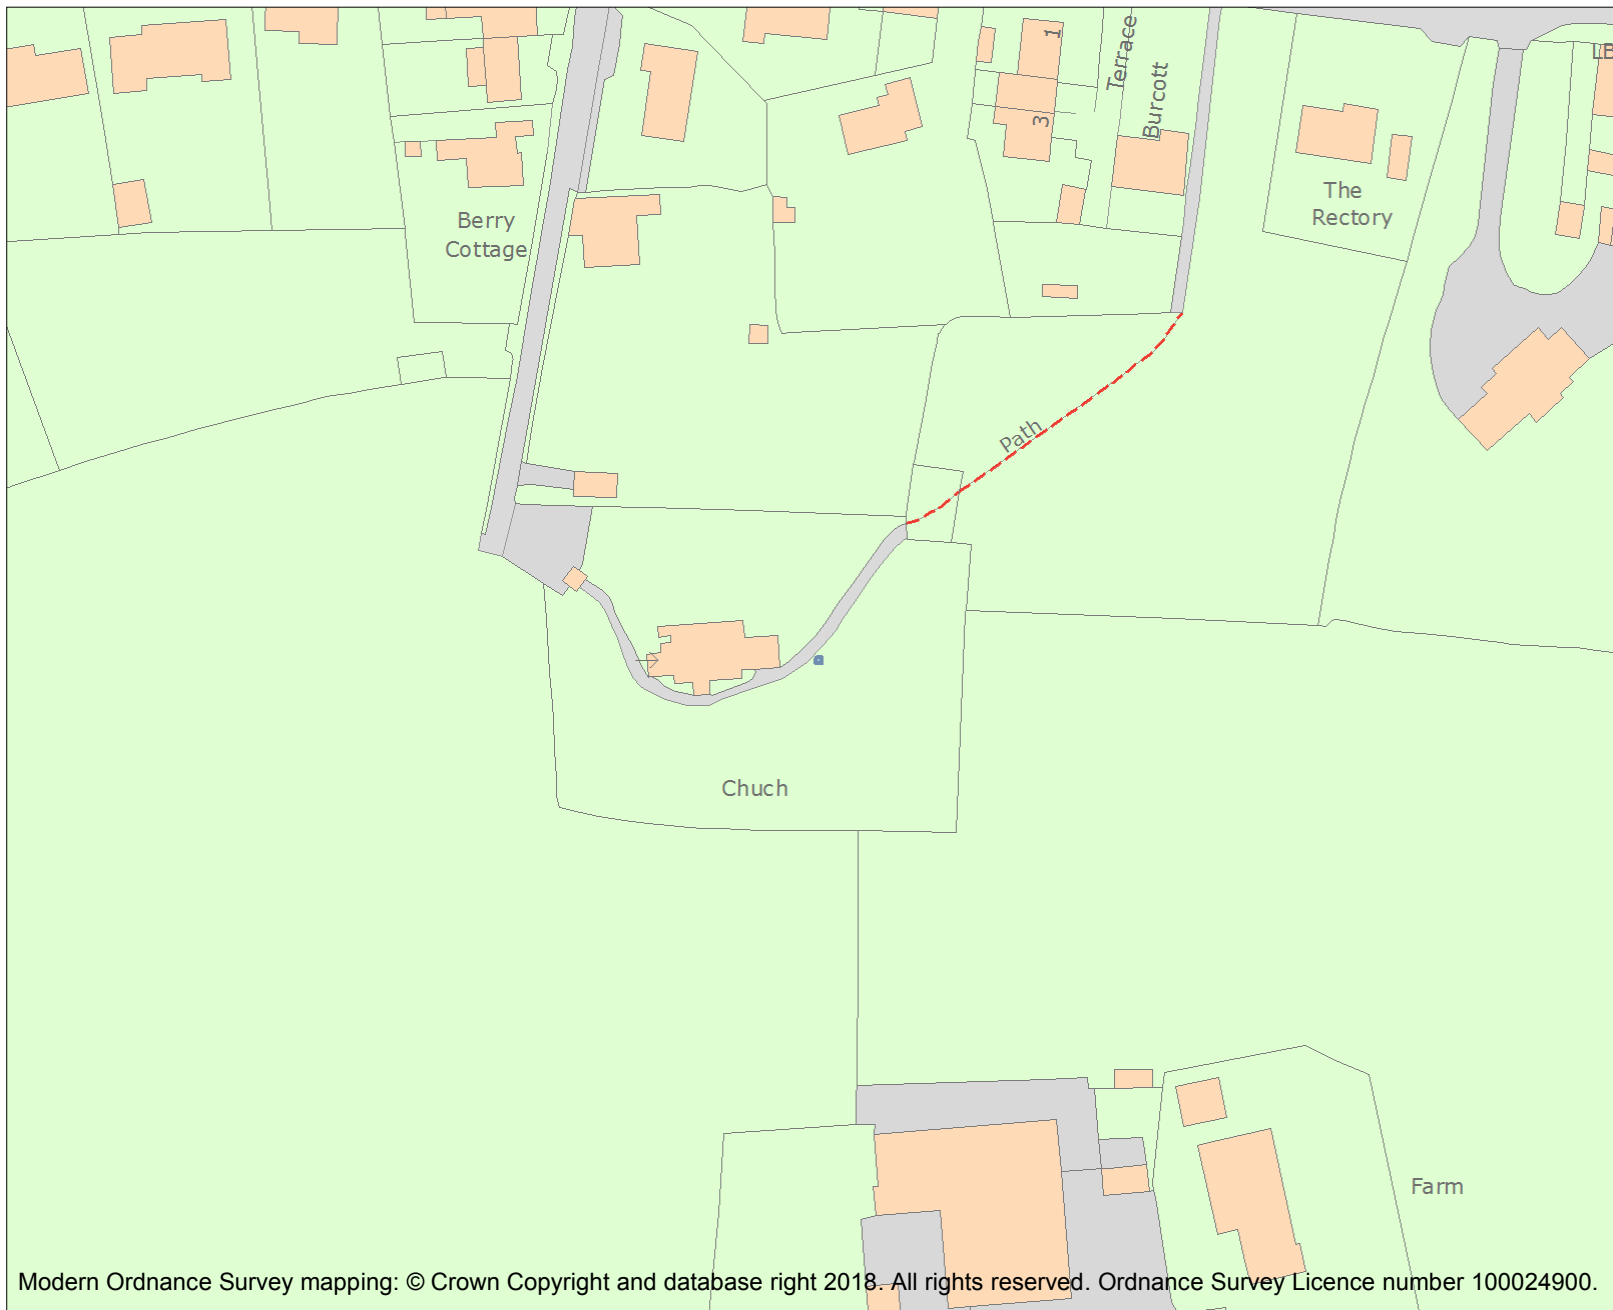 1
Terrace
LB
Burcott
3
The
Rectory
Berry
Cottage
Path
Chuch
Farm
Modern Ordnance Survey mapping: © Crown Copyright and database right 2018. All rights reserved. Ordnance Survey Licence number 100024900.